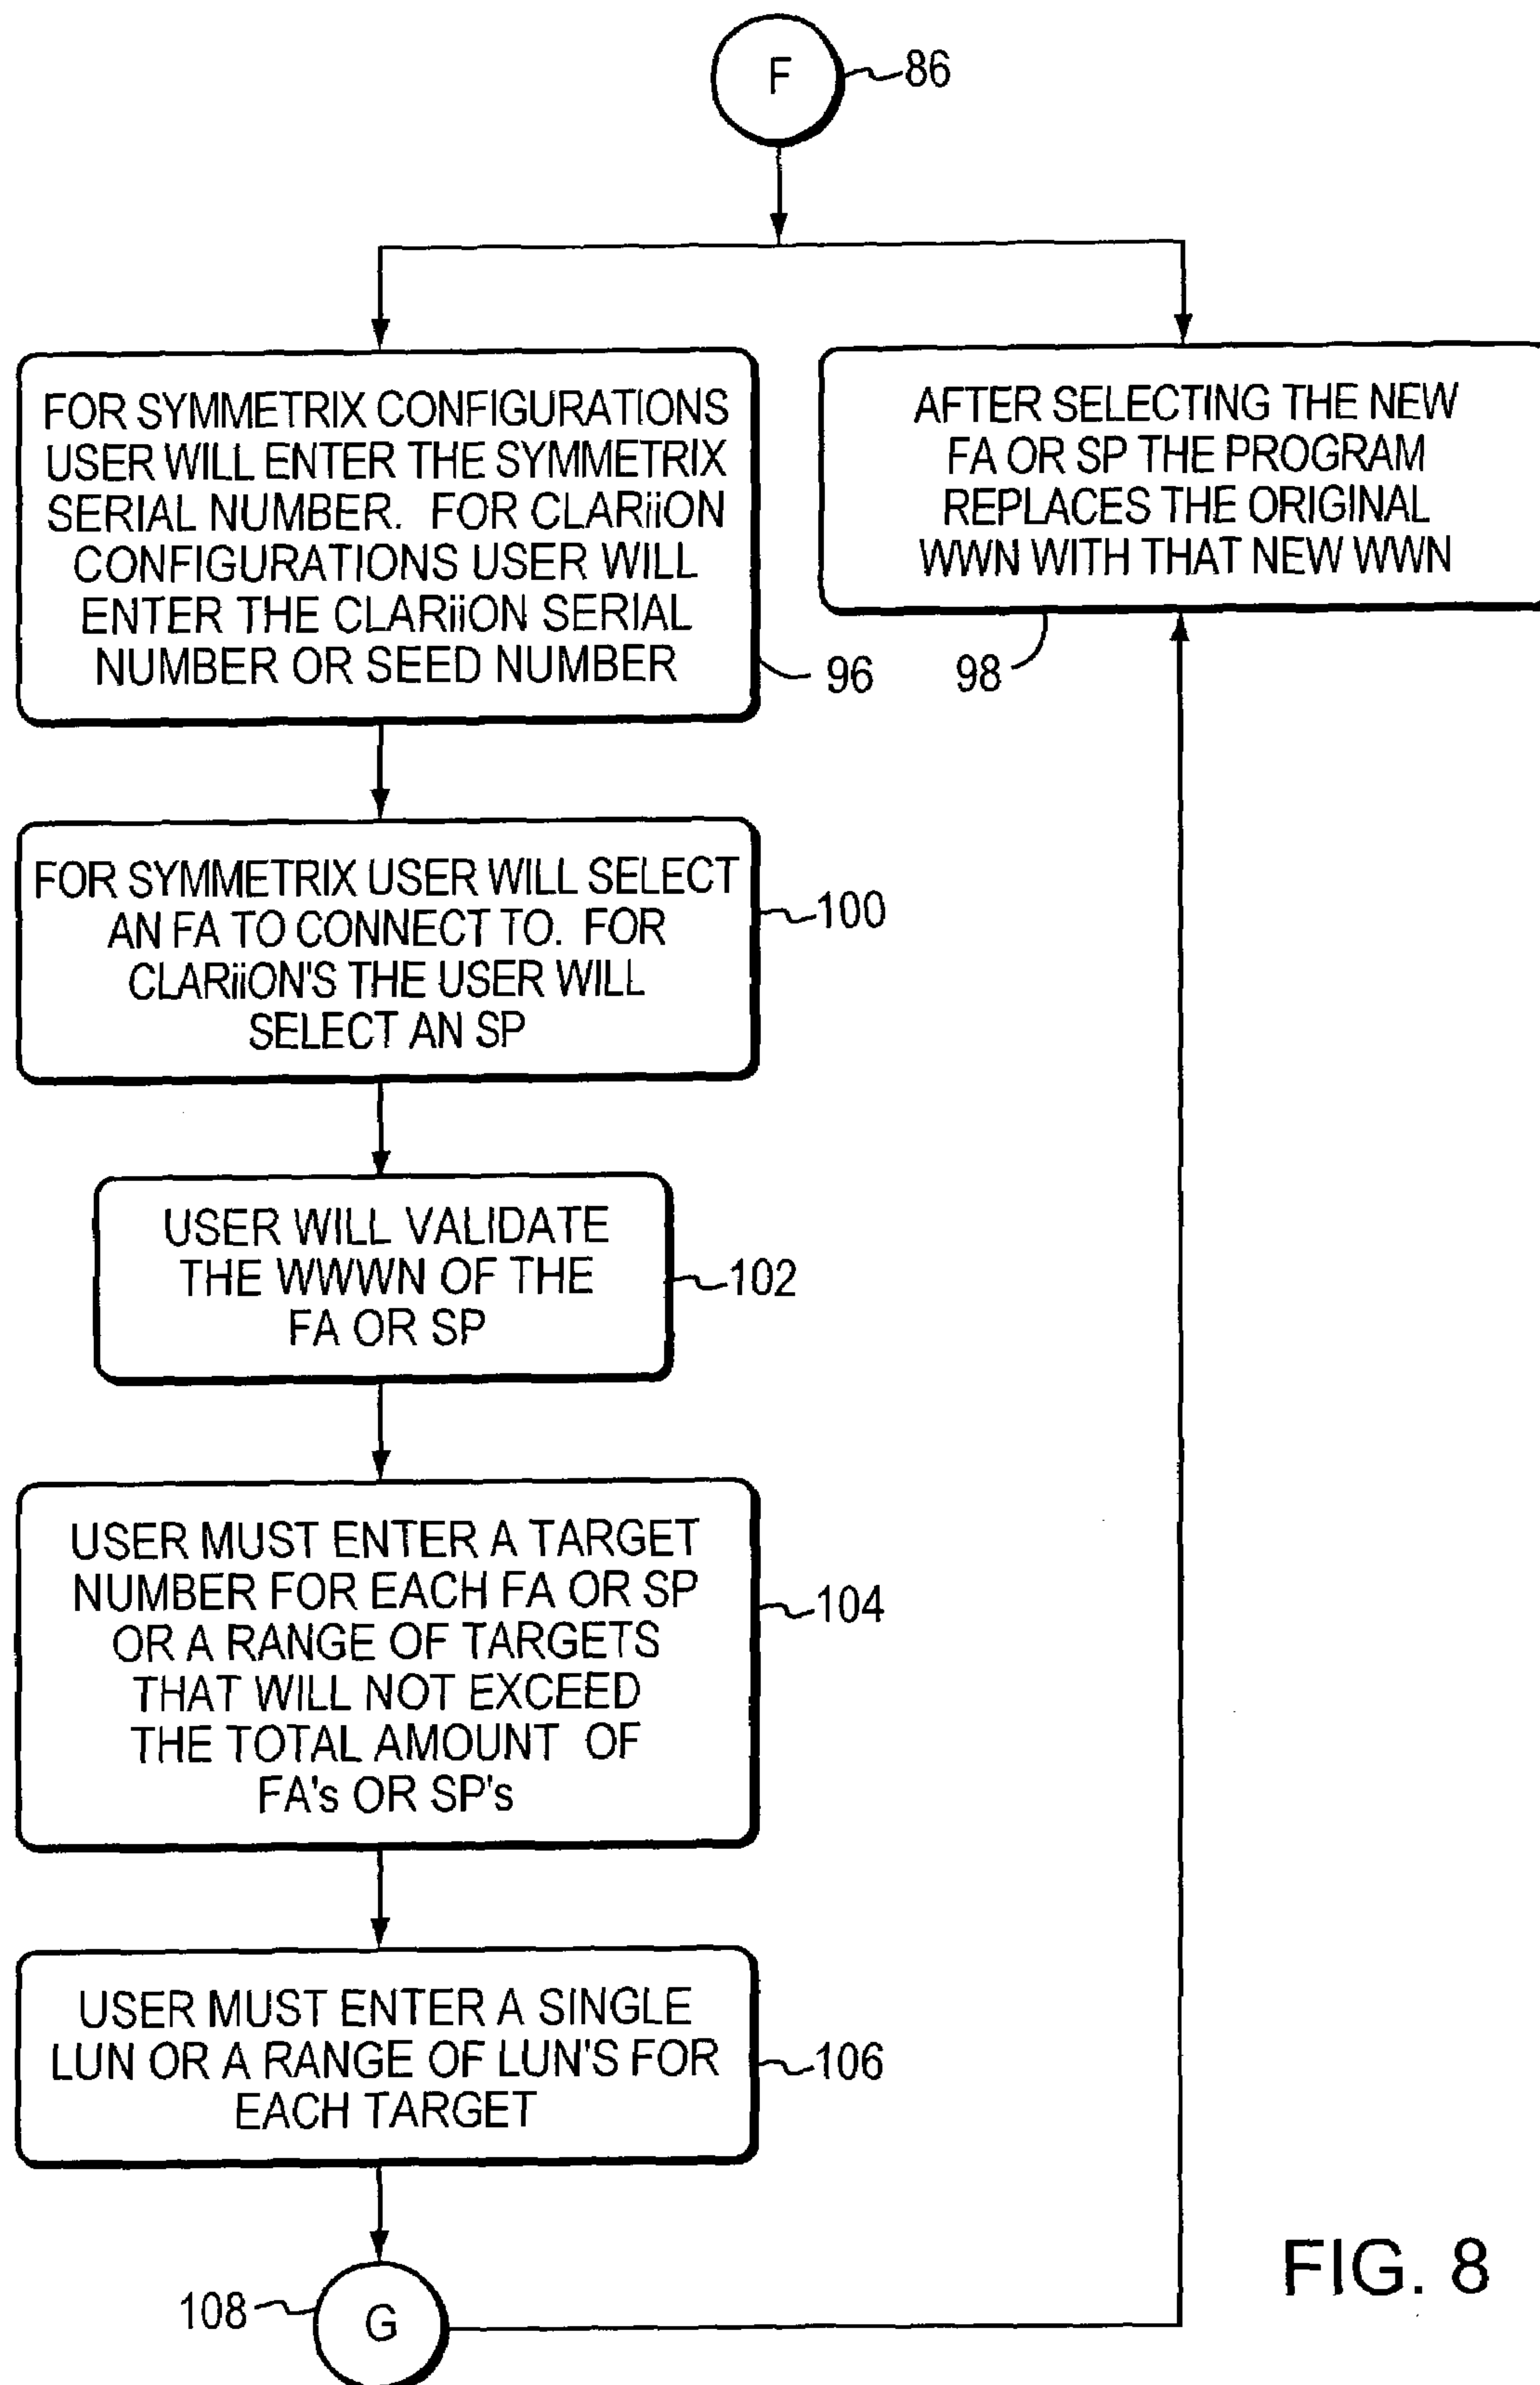 F
86
FOR SYMMETRIX CONFIGURATIONS
USER WILL ENTER THE SYMMETRIX
SERIAL NUMBER. FOR CLARiiON
CONFIGURATIONS USER WILL
ENTER THE CLARiiON SERIAL
NUMBER OR SEED NUMBER
96
AFTER SELECTING THE NEW
FA OR SP THE PROGRAM
REPLACES THE ORIGINAL
WWN WITH THAT NEW WWN
98
FOR SYMMETRIX USER WILL SELECT
AN FA TO CONNECT TO. FOR
CLARiiON'S THE USER WILL
SELECT AN SP
100
USER WILL VALIDATE
THE WWWN OF THE
FA OR SP
102
USER MUST ENTER A TARGET
NUMBER FOR EACH FA OR SP
OR A RANGE OF TARGETS
THAT WILL NOT EXCEED
THE TOTAL AMOUNT OF
FA's OR SP's
104
USER MUST ENTER A SINGLE
LUN OR A RANGE OF LUN'S FOR
EACH TARGET
106
108
G
FIG. 8